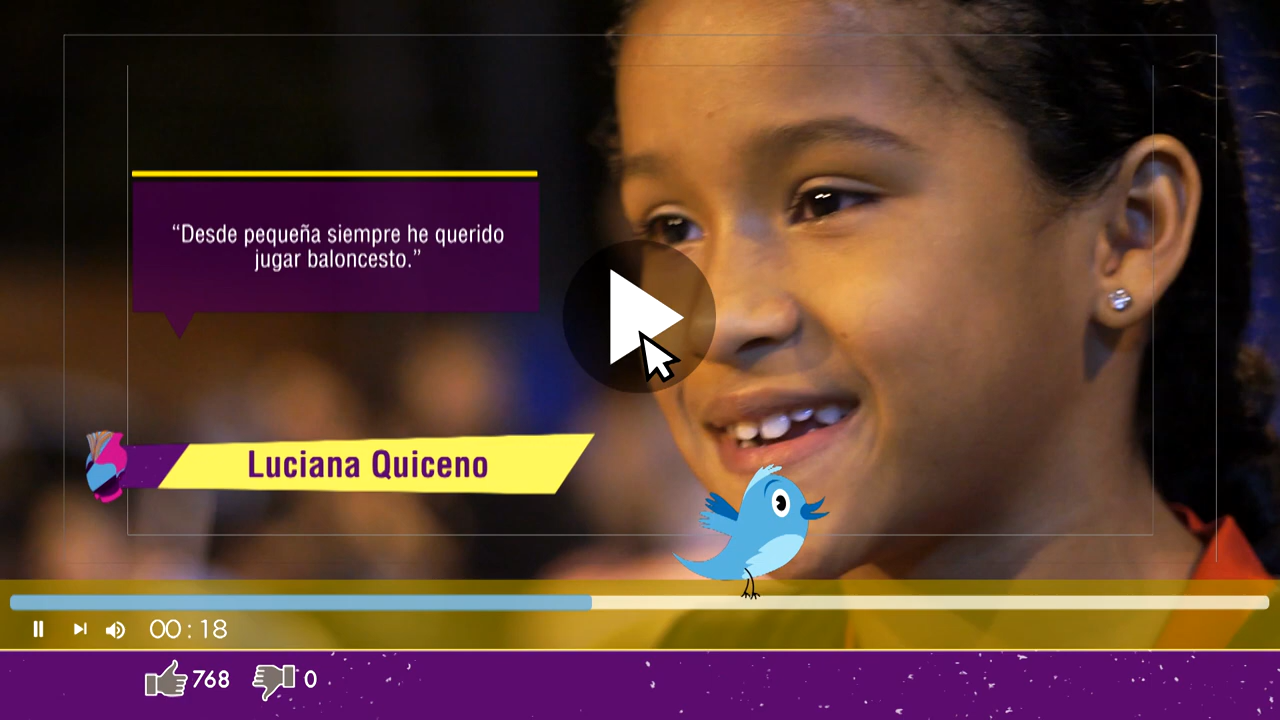 “Desde pequeña siempre he querido
jugar baloncesto.”
Luciana Quiceno
00:18
768
0